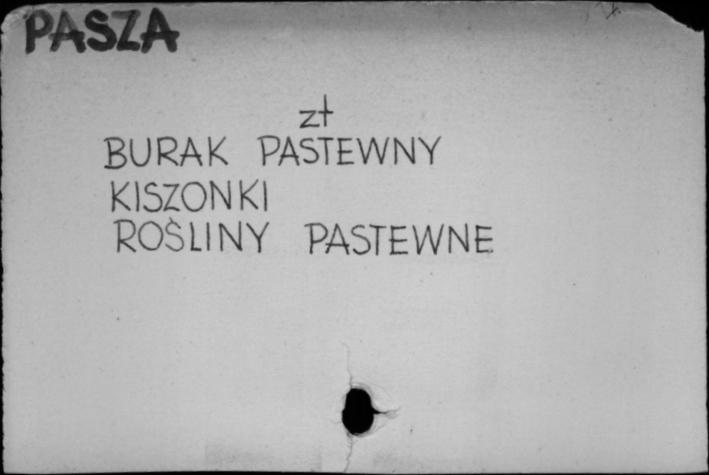 PASZA
zł
BURAK PASTEWNY
KISZONKI
ROŚLINY PASTEWNE